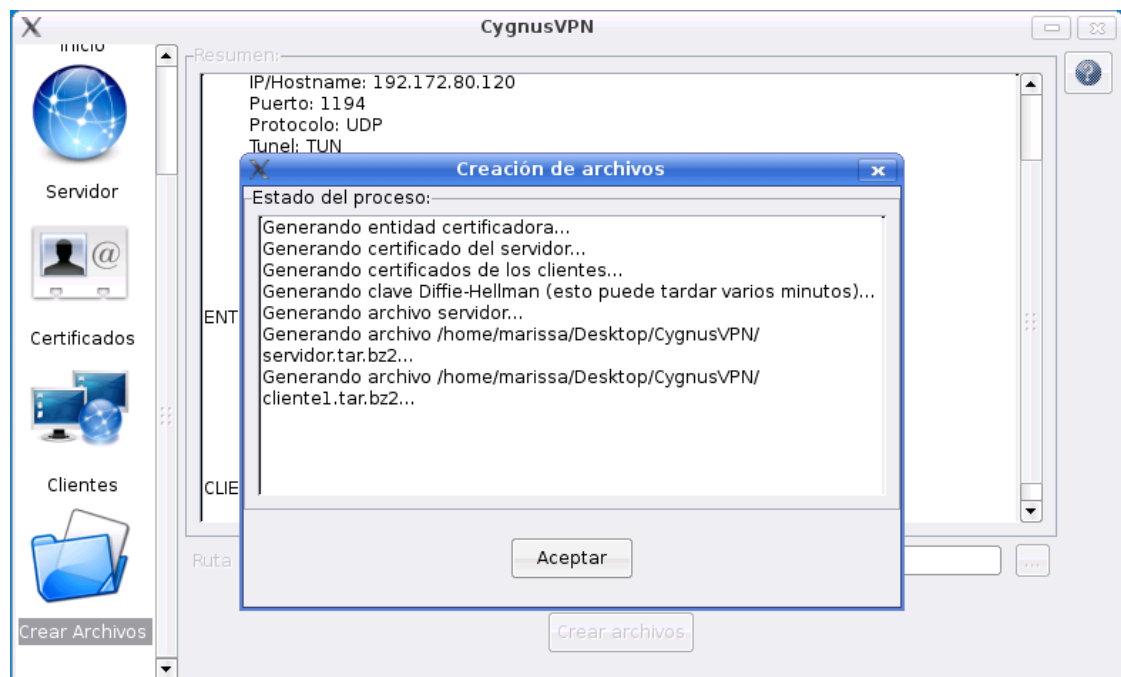 CygnusVPN
Inicio
Servidor
Certificados
Clientes
Crear Archivos
Resumen:
IP/Hostname: 192.172.80.120
Puerto: 1194
Protocolo: UDP
Tunel: TUN
ENT
CLIE
Creación de archivos
Estado del proceso:
Generando entidad certificadora...
Generando certificado del servidor...
Generando certificados de los clientes...
Generando clave Diffie-Hellman (esto puede tardar varios minutos)...
Generando archivo servidor...
Generando archivo /home/marissa/Desktop/CygnusVPN/
servidor.tar.bz2...
Generando archivo /home/marissa/Desktop/CygnusVPN/
cliente1.tar.bz2...
Aceptar
Ruta
...
Crear archivos